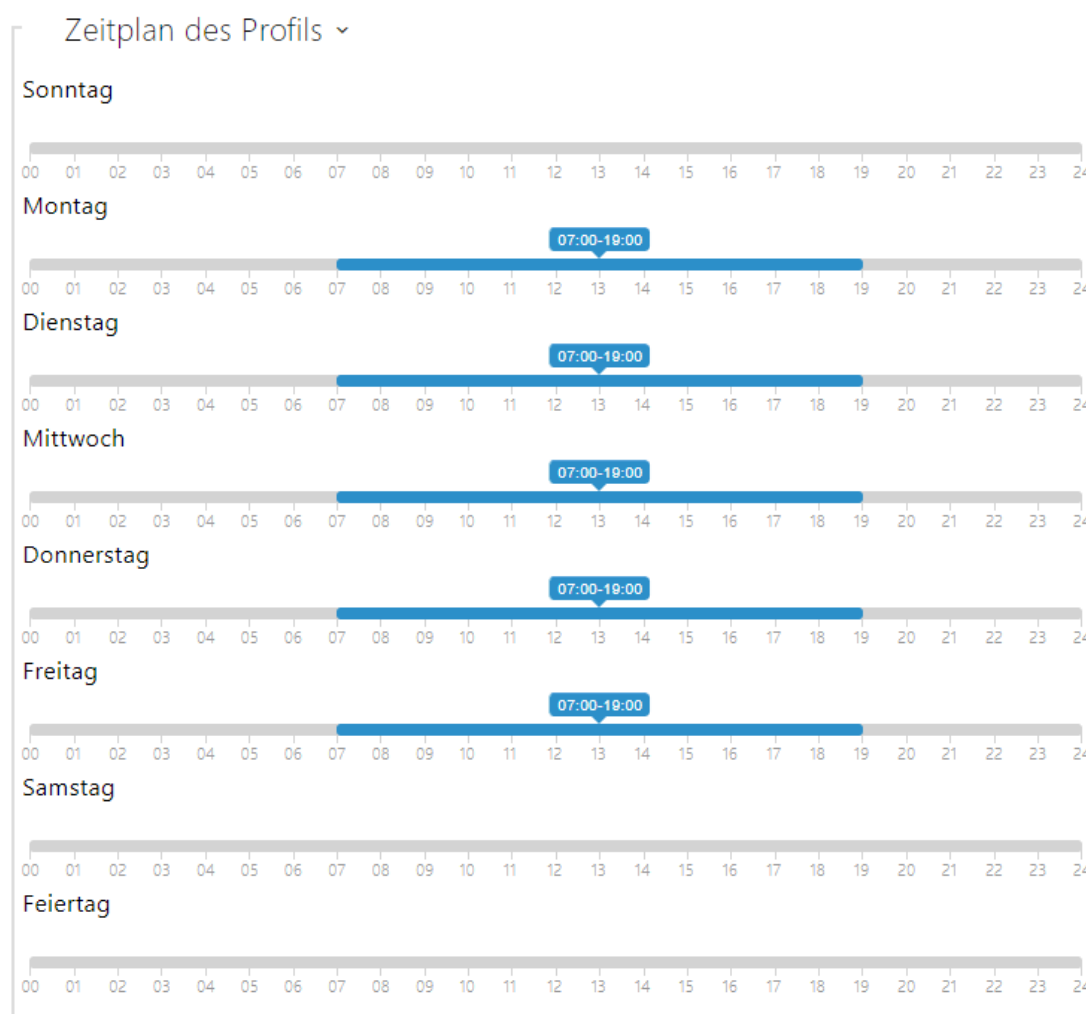 Zeitplan des Profils
Sonntag
00 01 02 03 04 05 06 07 08 09 10 11 12 13 14 15 16 17 18 19 20 21 22 23 24
Montag
07:00-19:00
00 01 02 03 04 05 06 07 08 09 10 11 12 13 14 15 16 17 18 19 20 21 22 23 24
Dienstag
07:00-19:00
00 01 02 03 04 05 06 07 08 09 10 11 12 13 14 15 16 17 18 19 20 21 22 23 24
Mittwoch
07:00-19:00
00 01 02 03 04 05 06 07 08 09 10 11 12 13 14 15 16 17 18 19 20 21 22 23 24
Donnerstag
07:00-19:00
00 01 02 03 04 05 06 07 08 09 10 11 12 13 14 15 16 17 18 19 20 21 22 23 24
Freitag
07:00-19:00
00 01 02 03 04 05 06 07 08 09 10 11 12 13 14 15 16 17 18 19 20 21 22 23 24
Samstag
00 01 02 03 04 05 06 07 08 09 10 11 12 13 14 15 16 17 18 19 20 21 22 23 24
Feiertag
00 01 02 03 04 05 06 07 08 09 10 11 12 13 14 15 16 17 18 19 20 21 22 23 24